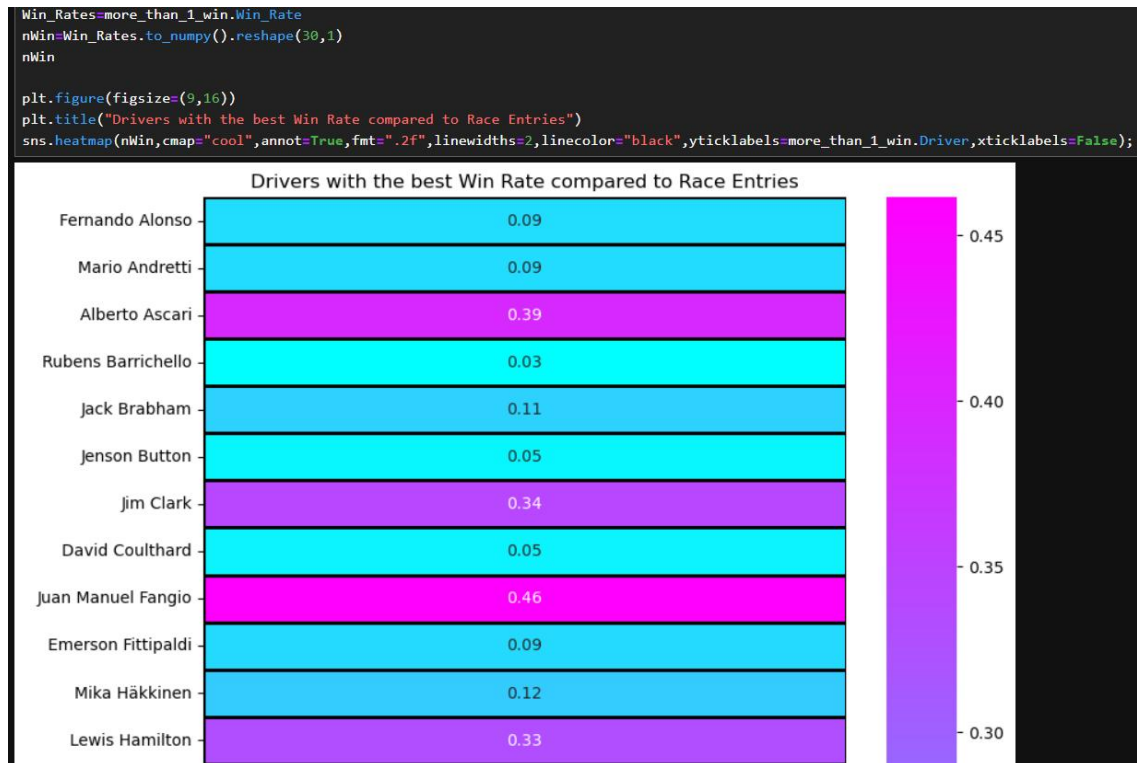 Win_Rates=more_than_1_win.Win_Rate
nWin=Win_Rates.to_numpy().reshape(30,1)
nWin
plt.figure(figsize=(9,16))
plt.title("Drivers with the best Win Rate compared to Race Entries")
sns.heatmap(nWin,cmap="cool",annot=True,fmt=".2f",linewidths=2,linecolor="black",yticklabels=more_than_1_win.Driver,xticklabels=False);
Drivers with the best Win Rate compared to Race Entries
Fernando Alonso 0.09
0.45
Mario Andretti 0.09
Alberto Ascari 0.39
Rubens Barrichello 0.03
Jack Brabham 0.11
0.40
Jenson Button 0.05
Jim Clark 0.34
David Coulthard 0.05
0.35
Juan Manuel Fangio 0.46
Emerson Fittipaldi 0.09
Mika Häkkinen 0.12
Lewis Hamilton 0.33
0.30